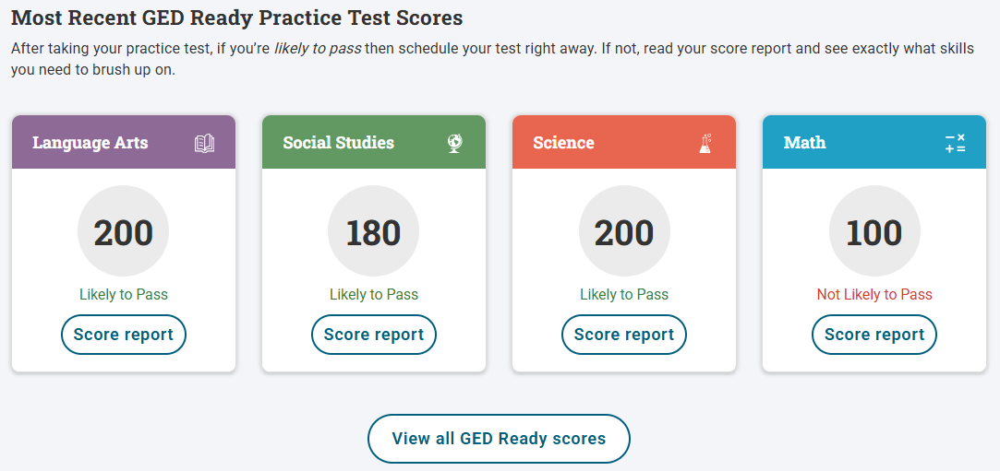 Most Recent GED Ready Practice Test Scores
After taking your practice test, if you're likely to pass then schedule your test right away. If not, read your score report and see exactly what skills
you need to brush up on.
Language Arts
200
Likely to Pass
Score report
Social Studies
180
Likely to Pass
Score report
Science
200
Likely to Pass
Score report
Math
100
Not Likely to Pass
Score report
View all GED Ready scores